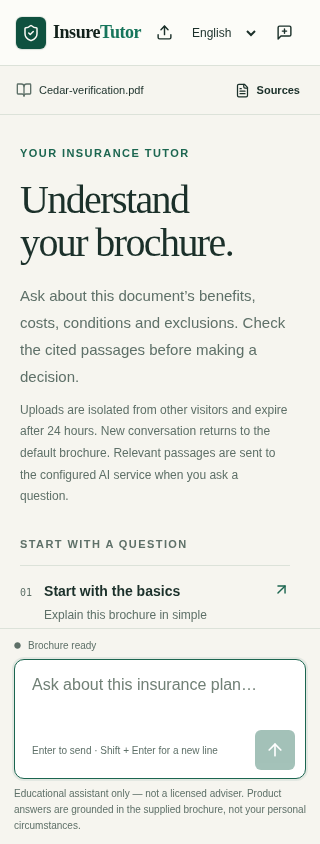 InsureTutor
English
Cedar-verification.pdf
Sources
YOUR INSURANCE TUTOR
Understand
your brochure.
Ask about this document's benefits,
costs, conditions and exclusions. Check
the cited passages before making a
decision.
Uploads are isolated from other visitors and expire
after 24 hours. New conversation returns to the
default brochure. Relevant passages are sent to
the configured AI service when you ask a
question.
START WITH A QUESTION
01 Start with the basics
Explain this brochure in simple
Brochure ready
Ask about this insurance plan…
Enter to send · Shift + Enter for a new line
Educational assistant only — not a licensed adviser. Product
answers are grounded in the supplied brochure, not your personal
circumstances.